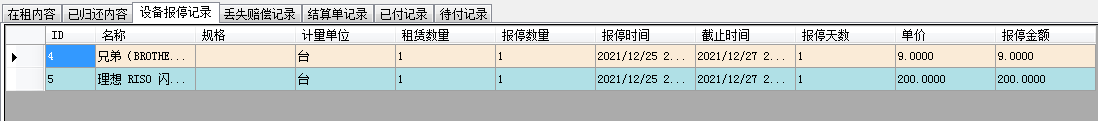 在租内容 已归还内容 设备报停记录 丢失赔偿记录 结算单记录 已付记录 待付记录
ID 名称 规格 计量单位 租赁数量 报停数量 报停时间 截止时间 报停天数 单价 报停金额
4 兄弟（BROTHE... 台 1 1 2021/12/25 2... 2021/12/27 2... 1 9.0000 9.0000
5 理想 RISO 闪... 台 1 1 2021/12/25 2... 2021/12/27 2... 1 200.0000 200.0000